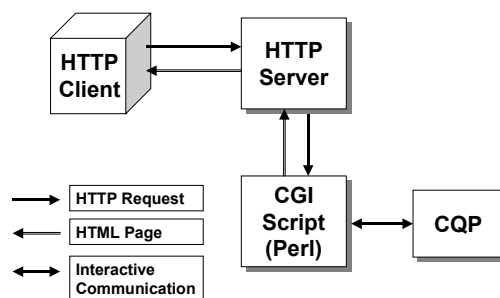 HTTP
Client
HTTP
Server
CGI
Script
(Perl)
CQP
HTTP Request
HTML Page
Interactive
Communication